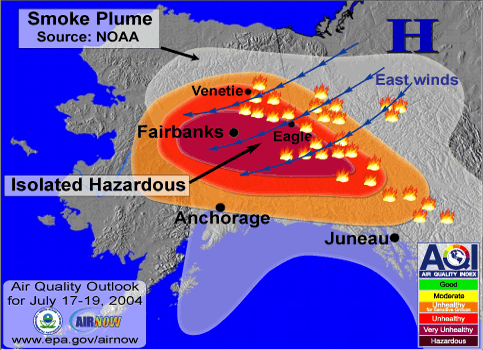 Smoke Plume
Source: NOAA
H
East winds
Venetie
Fairbanks
Eagle
Isolated Hazardous
Anchorage
Juneau
Air Quality Outlook
for July 17-19, 2004
AIRNOW
www.epa.gov/airnow
AQI
AIR QUALITY INDEX
Good
Moderate
Unhealthy
for Sensitive Groups
Unhealthy
Very Unhealthy
Hazardous